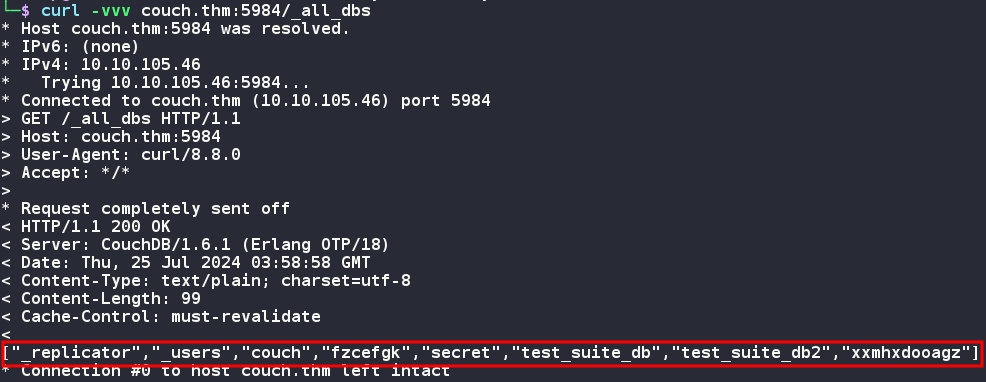 └─$ curl -vvv couch.thm:5984/_all_dbs
* Host couch.thm:5984 was resolved.
* IPv6: (none)
* IPv4: 10.10.105.46
*   Trying 10.10.105.46:5984...
* Connected to couch.thm (10.10.105.46) port 5984
> GET /_all_dbs HTTP/1.1
> Host: couch.thm:5984
> User-Agent: curl/8.8.0
> Accept: */*
>
* Request completely sent off
< HTTP/1.1 200 OK
< Server: CouchDB/1.6.1 (Erlang OTP/18)
< Date: Thu, 25 Jul 2024 03:58:58 GMT
< Content-Type: text/plain; charset=utf-8
< Content-Length: 99
< Cache-Control: must-revalidate
<
["_replicator","_users","couch","fzcefgk","secret","test_suite_db","test_suite_db2","xxmhxdooagz"]
* Connection #0 to host couch.thm left intact